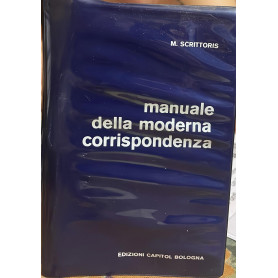 M. SCRITTORIS
manuale
della moderna
corrispondenza
EDIZIONI CAPITOL BOLOGNA